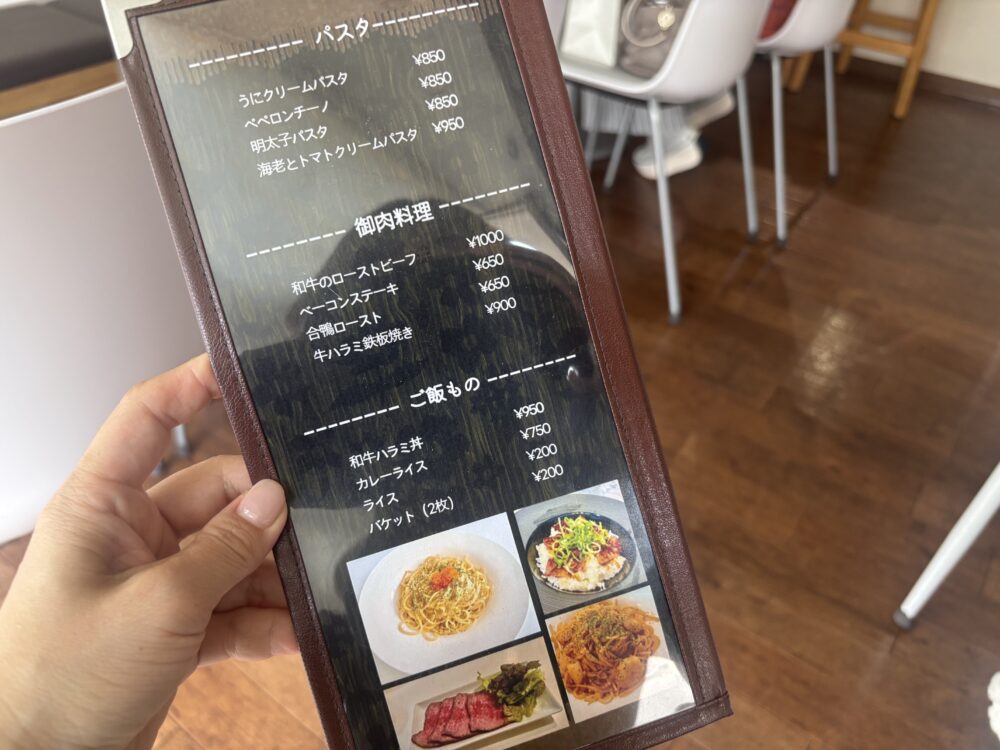 パスタ
うにクリームパスタ ¥850
ペペロンチーノ ¥850
明太子パスタ ¥850
海老とトマトクリームパスタ ¥950
御肉料理
和牛のローストビーフ ¥1000
ベーコンステーキ ¥650
合鴨ロースト ¥650
牛ハラミ鉄板焼き ¥900
ご飯もの
和牛ハラミ丼 ¥950
カレーライス ¥750
ライス ¥200
バケット（2枚） ¥200